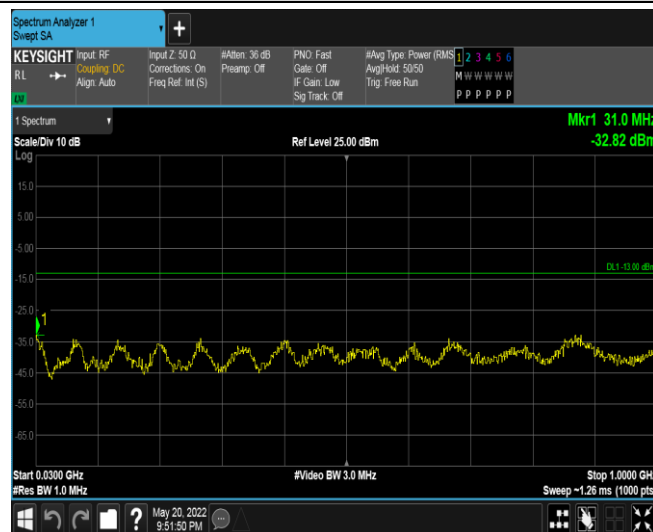 Spectrum Analyzer 1
Swept SA
+
KEYSIGHT
RL
Input: RF
Coupling: DC
Align: Auto
Input Z: 50 Ω
Corrections: On
Freq Ref: Int (S)
#Atten: 36 dB
Preamp: Off
PNO: Fast
Gate: Off
IF Gain: Low
Sig Track: Off
#Avg Type: Power (RMS
Avg|Hold: 50/50
Trig: Free Run
1 2 3 4 5 6
M W W W W W
P P P P P P
1 Spectrum
Scale/Div 10 dB
Ref Level 25.00 dBm
Mkr1 31.0 MHz
-32.82 dBm
Log
15.0
5.00
-5.00
DL1 -13.00 dBm
-15.0
-25.0
1
-35.0
-45.0
-55.0
-65.0
Start 0.0300 GHz
#Res BW 1.0 MHz
#Video BW 3.0 MHz
Stop 1.0000 GHz
Sweep ~1.26 ms (1000 pts)
?
May 20, 2022
9:51:50 PM